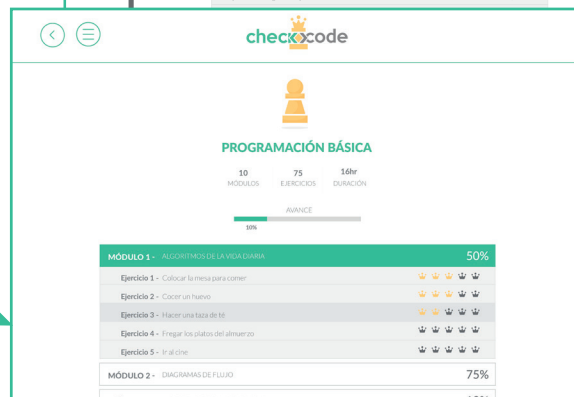 checkcode
PROGRAMACIÓN BÁSICA
10 75 16hr
MÓDULOS EJERCICIOS DURACIÓN
AVANCE
10%
MÓDULO 1 - ALGORITMOS DE LA VIDA DIARIA 50%
Ejercicio 1 - Colocar la mesa para comer
Ejercicio 2 - Cocer un huevo
Ejercicio 3 - Hacer una taza de té
Ejercicio 4 - Fregar los platos del almuerzo
Ejercicio 5 - Ir al cine
MÓDULO 2 - DIAGRAMAS DE FLUJO 75%